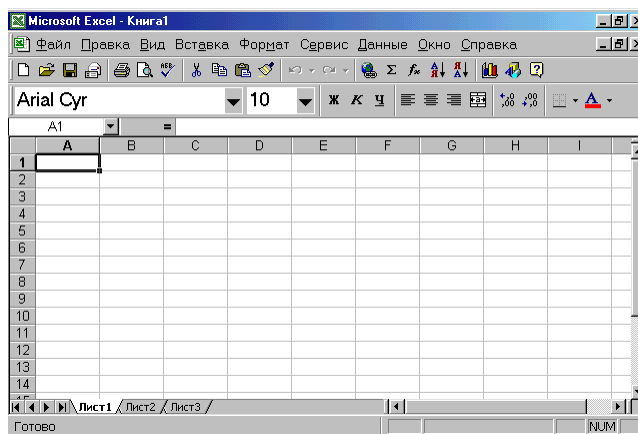 Microsoft Excel - Книга1
Файл Правка Вид Вставка Формат Сервис Данные Окно Справка
Arial Cyr 10 Ж К Ч
A1 =
A B C D E F G H I
1
2
3
4
5
6
7
8
9
10
11
12
13
14
15
Лист1 Лист2 Лист3
Готово NUM